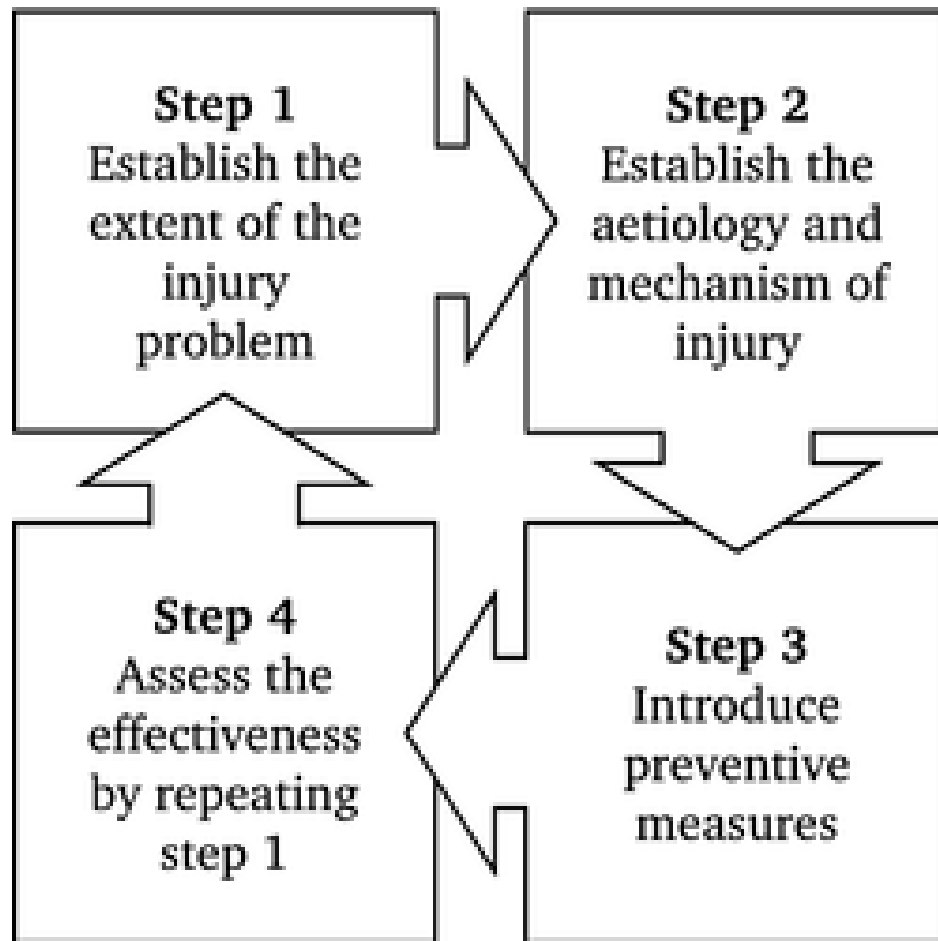 Step 1
Establish the
extent of the
injury
problem
Step 2
Establish the
aetiology and
mechanism of
injury
Step 3
Introduce
preventive
measures
Step 4
Assess the
effectiveness
by repeating
step 1